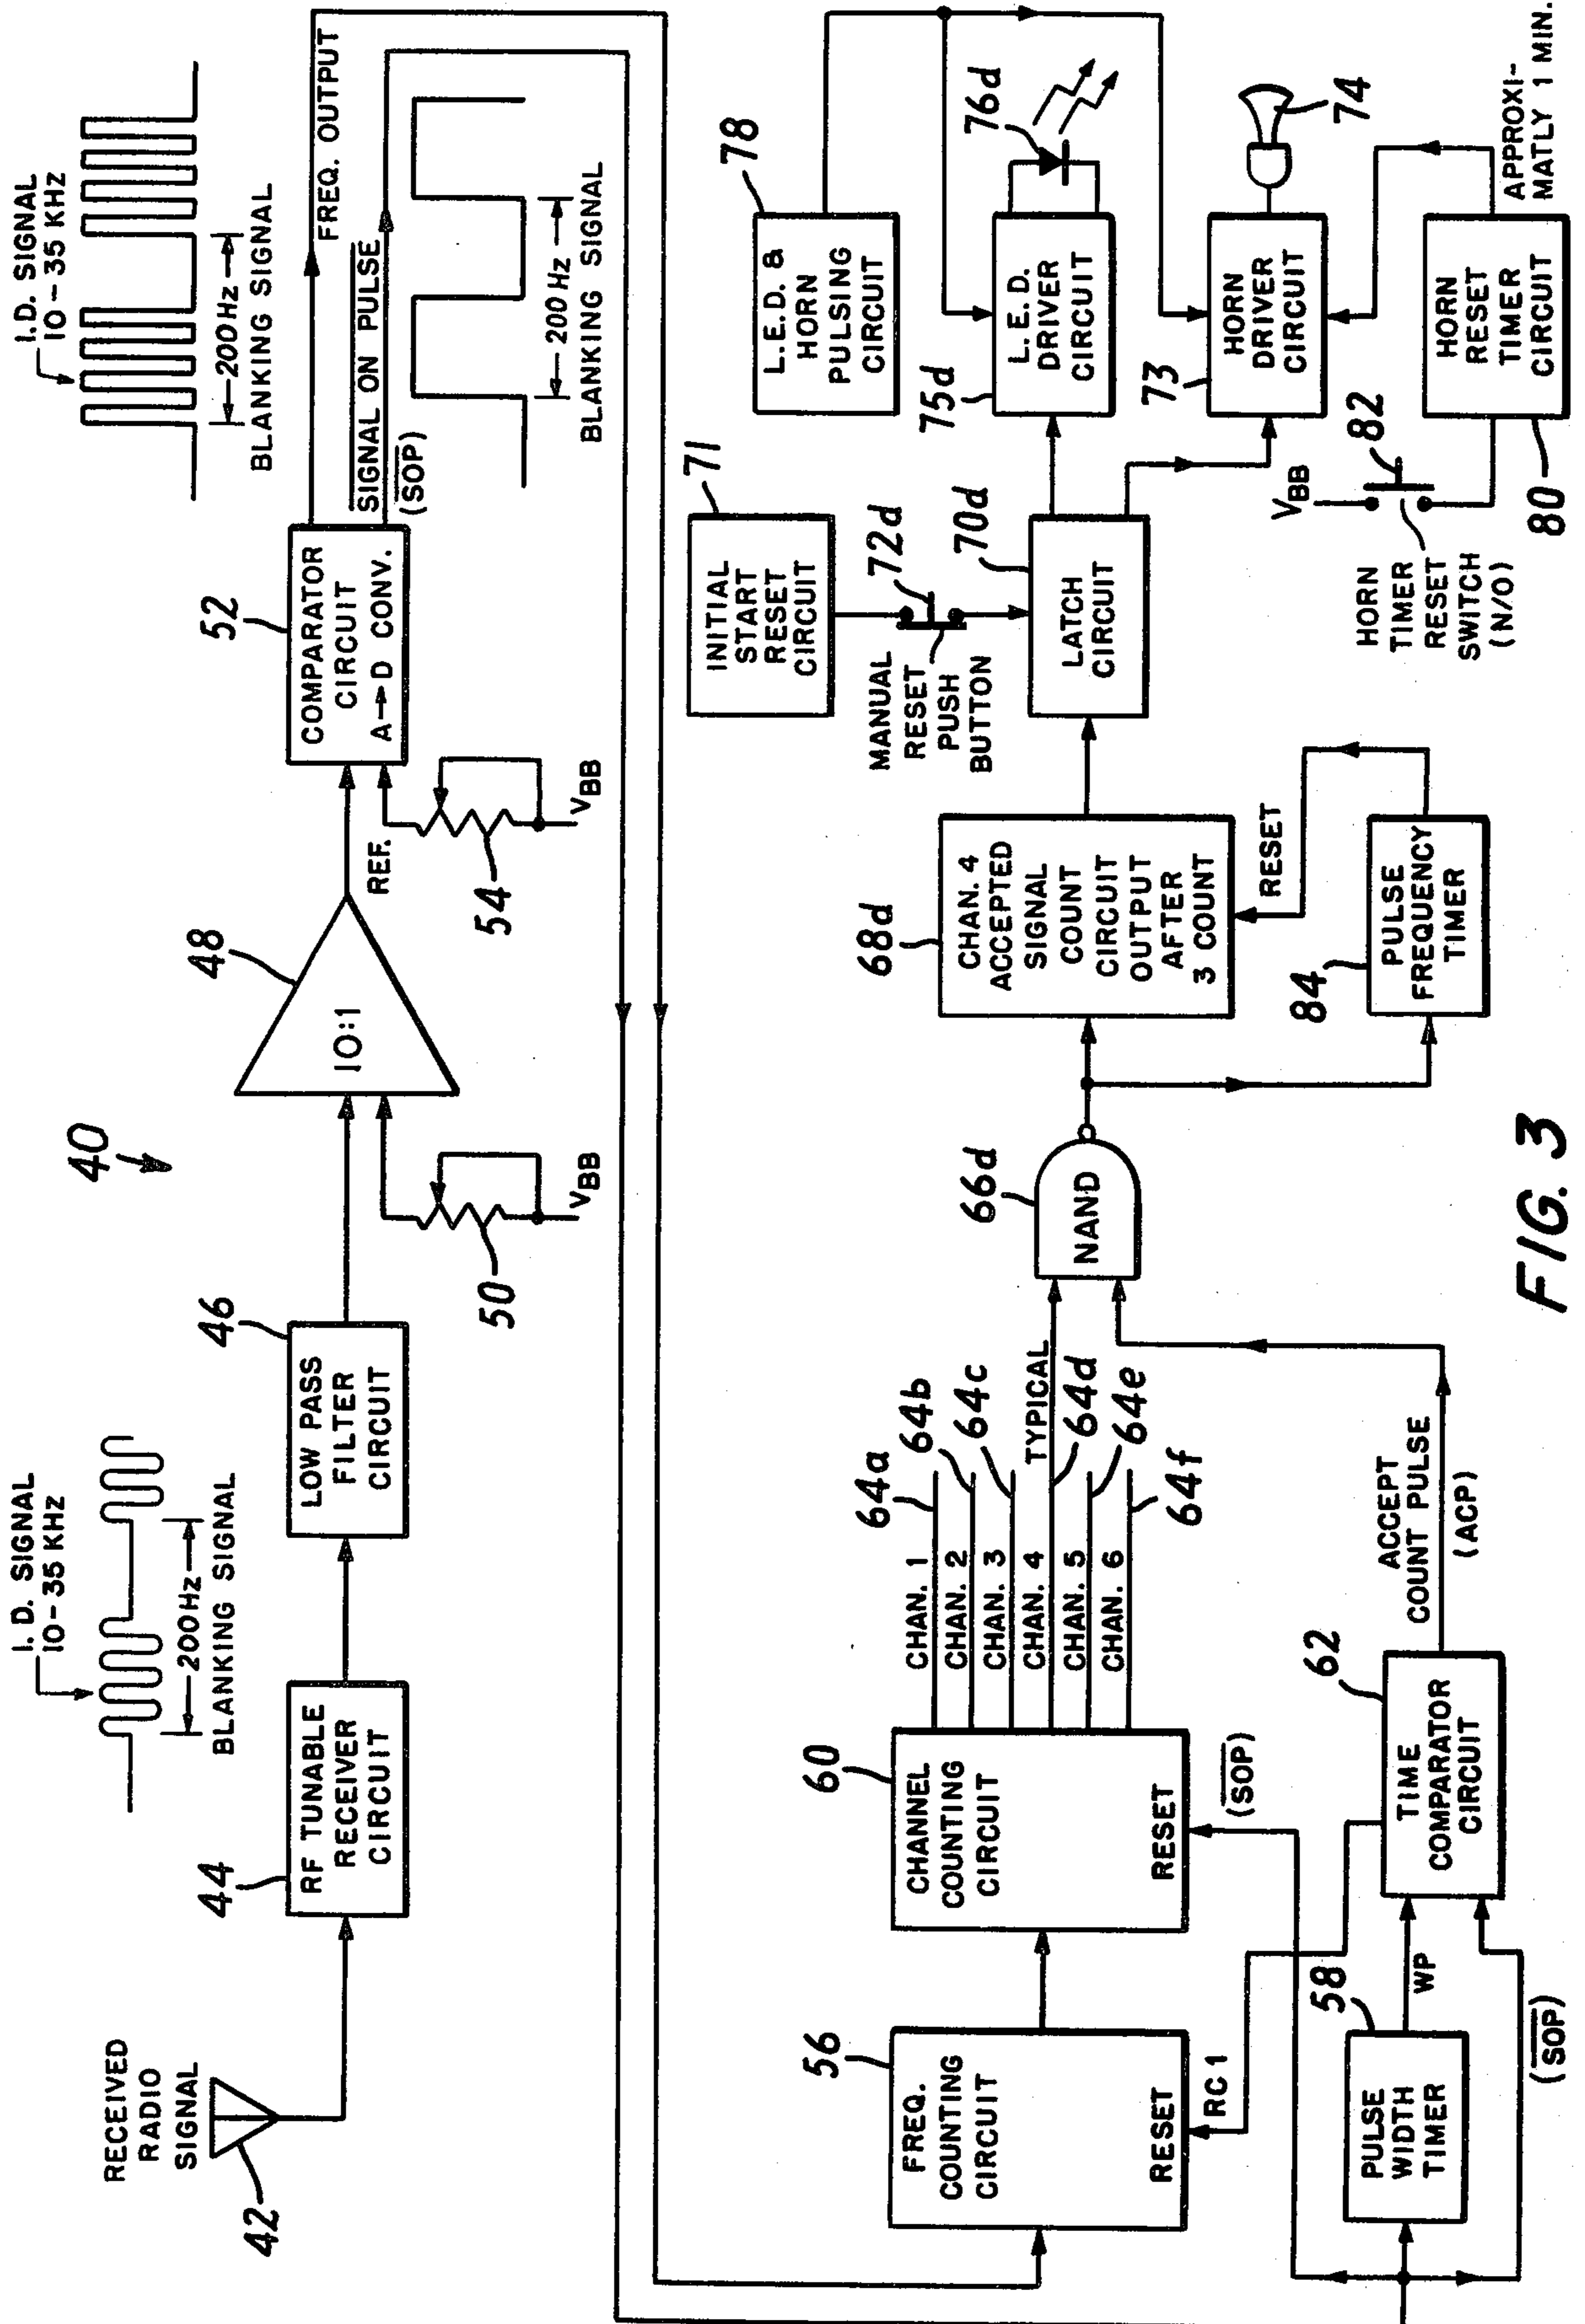 40
I.D. SIGNAL
10-35 KHZ
200Hz
BLANKING SIGNAL
I.D. SIGNAL
10-35 KHZ
200Hz
BLANKING SIGNAL
RECEIVED
RADIO
SIGNAL
42
44
RF TUNABLE
RECEIVER
CIRCUIT
46
LOW PASS
FILTER
CIRCUIT
48
10:1
50
VBB
REF.
54
VBB
52
COMPARATOR
CIRCUIT
A→D CONV.
FREQ. OUTPUT
SIGNAL ON PULSE
(SOP)
200Hz
BLANKING SIGNAL
56
FREQ.
COUNTING
CIRCUIT
RESET
RC1
60
CHANNEL
COUNTING
CIRCUIT
RESET
(SOP)
58
PULSE
WIDTH
TIMER
WP
(SOP)
62
TIME
COMPARATOR
CIRCUIT
ACCEPT
COUNT PULSE
(ACP)
CHAN. 1
64a
CHAN. 2
64b
CHAN. 3
64c
CHAN. 4
TYPICAL
64d
CHAN. 5
64e
CHAN. 6
64f
66d
NAND
68d
CHAN. 4
ACCEPTED
SIGNAL
COUNT
CIRCUIT
OUTPUT
AFTER
3 COUNT
RESET
84
PULSE
FREQUENCY
TIMER
71
INITIAL
START
RESET
CIRCUIT
72d
MANUAL
RESET
PUSH
BUTTON
70d
LATCH
CIRCUIT
78
L.E.D. &
HORN
PULSING
CIRCUIT
75d
L.E.D.
DRIVER
CIRCUIT
76d
73
HORN
DRIVER
CIRCUIT
74
VBB
82
HORN
TIMER
RESET
SWITCH
(N/O)
80
HORN
RESET
TIMER
CIRCUIT
APPROXI-
MATLY 1 MIN.
FIG. 3